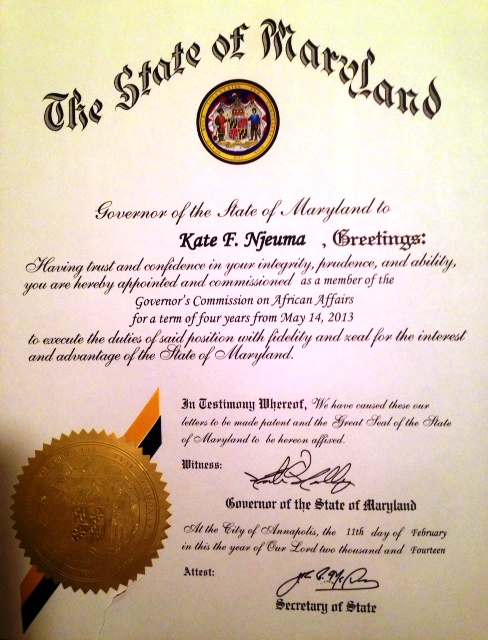 The State of Maryland
Governor of the State of Maryland to
Kate F. Njeuma , Greetings:
Having trust and confidence in your integrity, prudence, and ability,
you are hereby appointed and commissioned as a member of the
Governor's Commission on African Affairs
for a term of four years from May 14, 2013
to execute the duties of said position with fidelity and zeal for the interest
and advantage of the State of Maryland.
In Testimony Whereof, We have caused these our
letters to be made patent and the Great Seal of the State
of Maryland to be hereon affixed.
Witness:
Governor of the State of Maryland
At the City of Annapolis, the 11th day of February
in this the year of Our Lord two thousand and Fourteen
Attest:
Secretary of State